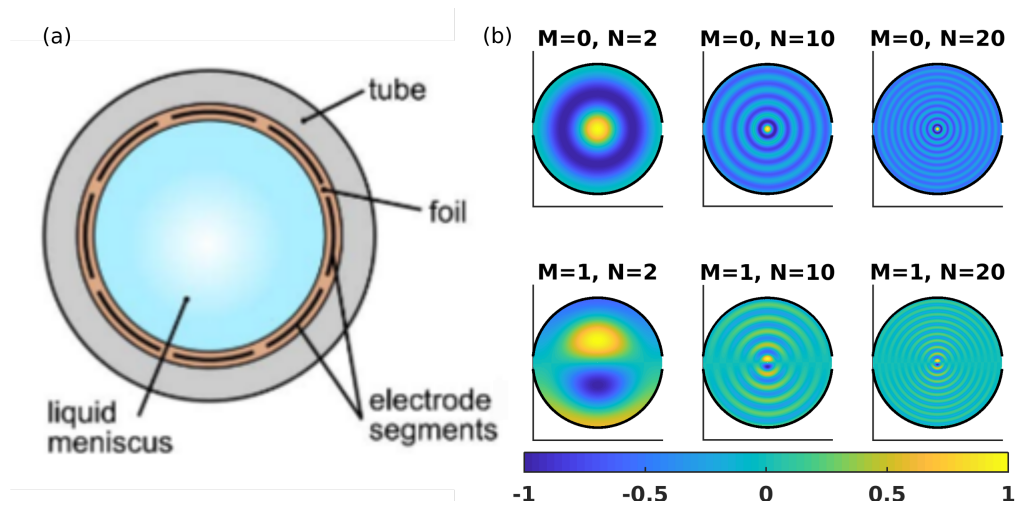 (a)
tube
foil
liquid
meniscus
electrode
segments
(b)
M=0, N=2
M=0, N=10
M=0, N=20
M=1, N=2
M=1, N=10
M=1, N=20
-1
-0.5
0
0.5
1